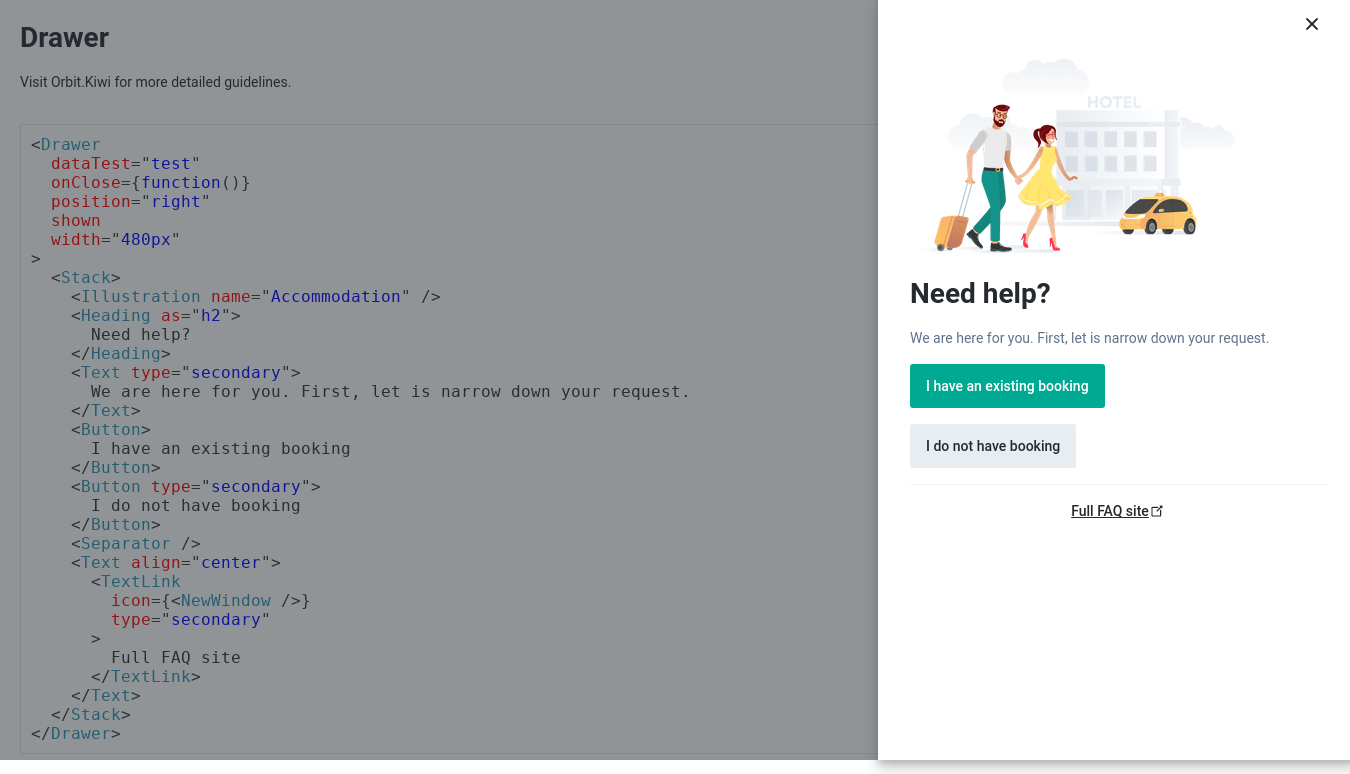 Drawer
Visit Orbit.Kiwi for more detailed guidelines.
<Drawer
dataTest="test"
onClose={function()}
position="right"
shown
width="480px"
>
<Stack>
<Illustration name="Accommodation" />
<Heading as="h2">
Need help?
</Heading>
<Text type="secondary">
We are here for you. First, let is narrow down your request.
</Text>
<Button>
I have an existing booking
</Button>
<Button type="secondary">
I do not have booking
</Button>
<Separator />
<Text align="center">
<TextLink
icon={<NewWindow />}
type="secondary"
>
Full FAQ site
</TextLink>
</Text>
</Stack>
</Drawer>
HOTEL
Need help?
We are here for you. First, let is narrow down your request.
I have an existing booking
I do not have booking
Full FAQ site